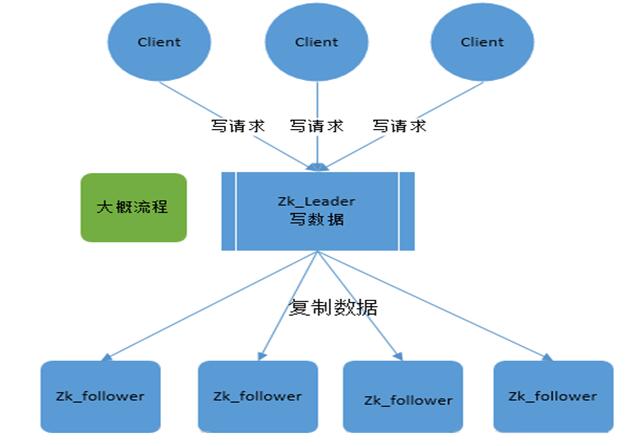 Client
Client
Client
写请求
写请求
写请求
大概流程
Zk_Leader
写数据
复制数据
Zk_follower
Zk_follower
Zk_follower
Zk_follower